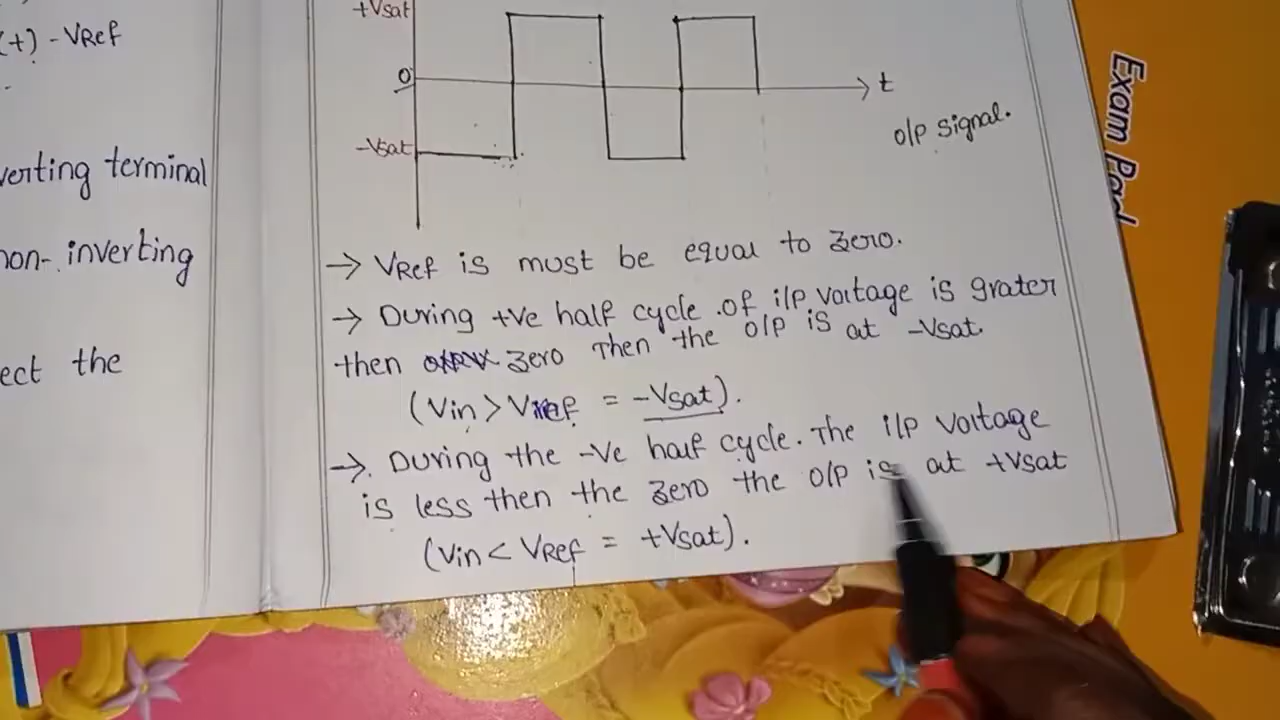 (+) - VRef
verting terminal
non- inverting
ect the
+Vsat
0
-Vsat
t
o/p signal.
→ VRef is must be equal to zero.
→ During +ve half cycle of i/p voltage is grater
then zero then the o/p is at -Vsat
(Vin > Vref = -Vsat).
→ During the -ve half cycle. The i/p voltage
is less then the zero the o/p is at +Vsat
(Vin < VRef = +Vsat).
Exam Pad